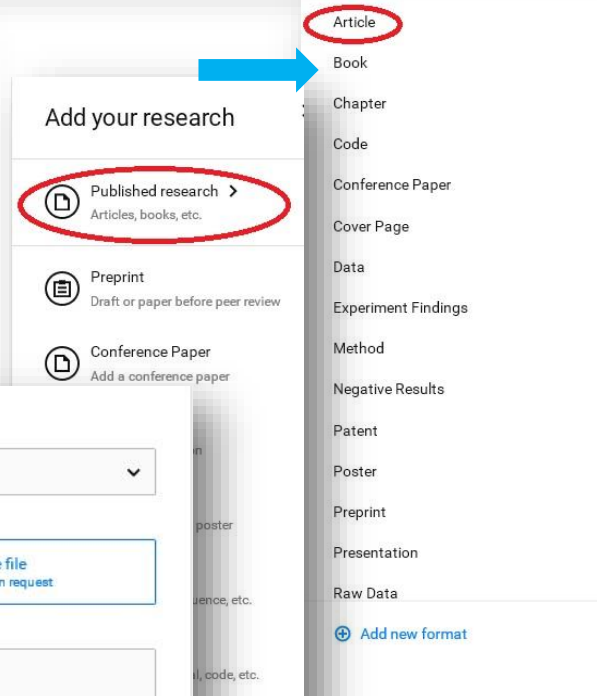 Add your research
Published research >
Articles, books, etc.
Preprint
Draft or paper before peer review
Conference Paper
Add a conference paper
poster
etc.
code, etc.
file
request
Article
Book
Chapter
Code
Conference Paper
Cover Page
Data
Experiment Findings
Method
Negative Results
Patent
Poster
Preprint
Presentation
Raw Data
Add new format